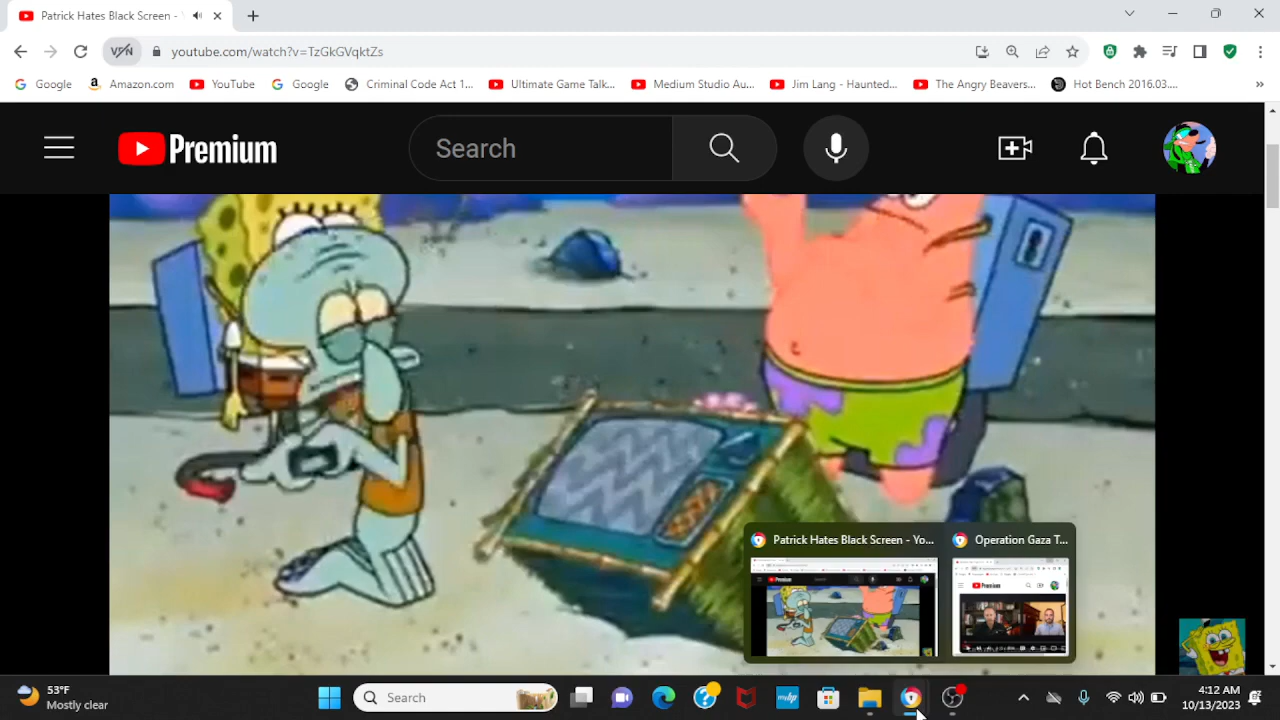 Patrick Hates Black Screen -
youtube.com/watch?v=TzGkGVqktZs
Google
Amazon.com
YouTube
Google
Criminal Code Act 1...
Ultimate Game Talk...
Medium Studio Au...
Jim Lang - Haunted...
The Angry Beavers...
Hot Bench 2016.03....
»
Premium
Search
Patrick Hates Black Screen - Yo...
Operation Gaza T...
53°F
Mostly clear
Search
4:12 AM
10/13/2023